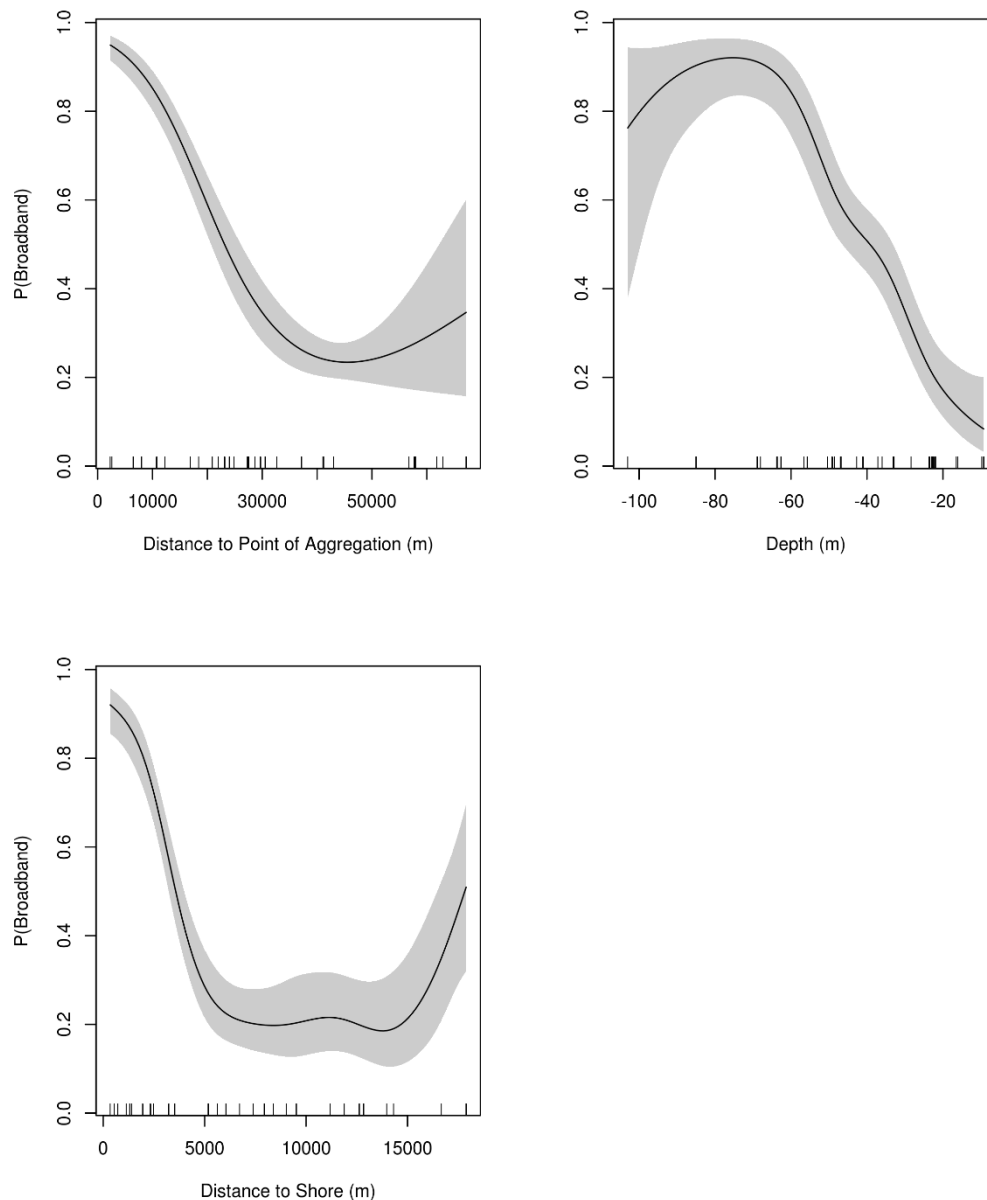 P(Broadband)
1.0
0.8
0.6
0.4
0.2
0.0
0 10000 30000 50000
Distance to Point of Aggregation (m)
1.0
0.8
0.6
0.4
0.2
0.0
-100 -80 -60 -40 -20
Depth (m)
P(Broadband)
1.0
0.8
0.6
0.4
0.2
0.0
0 5000 10000 15000
Distance to Shore (m)